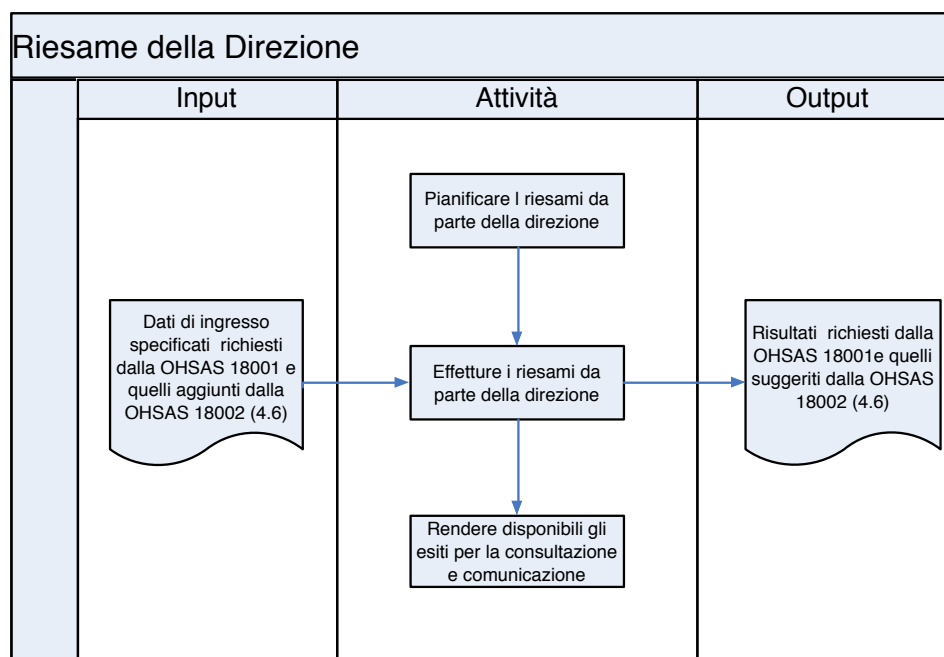 Riesame della Direzione
Input
Attività
Output
Pianificare I riesami da
parte della direzione
Dati di ingresso
specificati richiesti
dalla OHSAS 18001 e
quelli aggiunti dalla
OHSAS 18002 (4.6)
Effetture i riesami da
parte della direzione
Risultati richiesti dalla
OHSAS 18001e quelli
suggeriti dalla OHSAS
18002 (4.6)
Rendere disponibili gli
esiti per la consultazione
e comunicazione